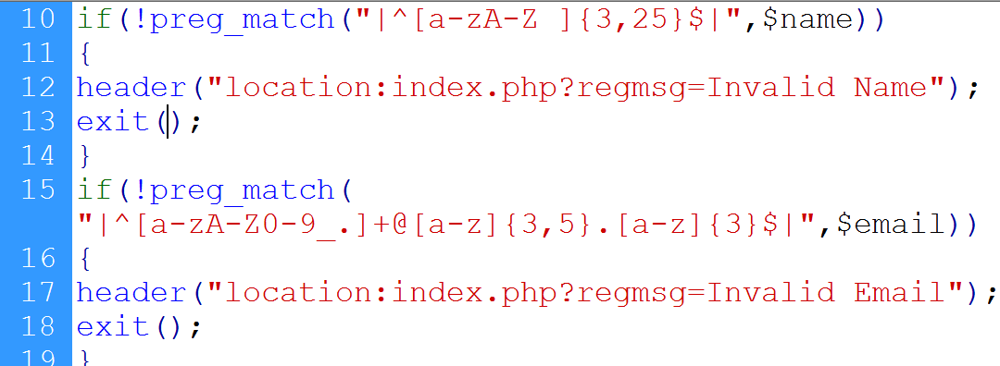 10 if(!preg_match("|^[a-zA-Z ]{3,25}$|",$name))
11 {
12 header("location:index.php?regmsg=Invalid Name");
13 exit();
14 }
15 if(!preg_match(
"|^[a-zA-Z0-9_.]+@[a-z]{3,5}.[a-z]{3}$|",$email))
16 {
17 header("location:index.php?regmsg=Invalid Email");
18 exit();
19 }